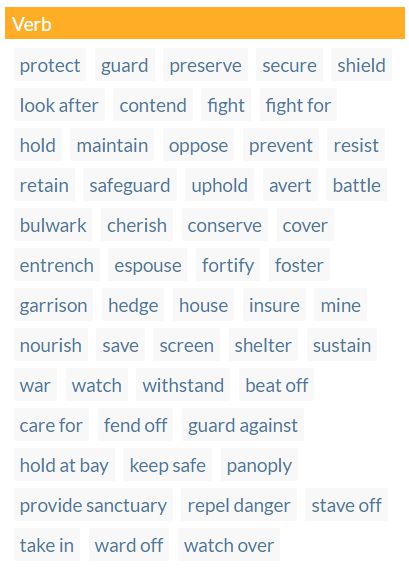 Verb
protect guard preserve secure shield
look after contend fight fight for
hold maintain oppose prevent resist
retain safeguard uphold avert battle
bulwark cherish conserve cover
entrench espouse fortify foster
garrison hedge house insure mine
nourish save screen shelter sustain
war watch withstand beat off
care for fend off guard against
hold at bay keep safe panoply
provide sanctuary repel danger stave off
take in ward off watch over